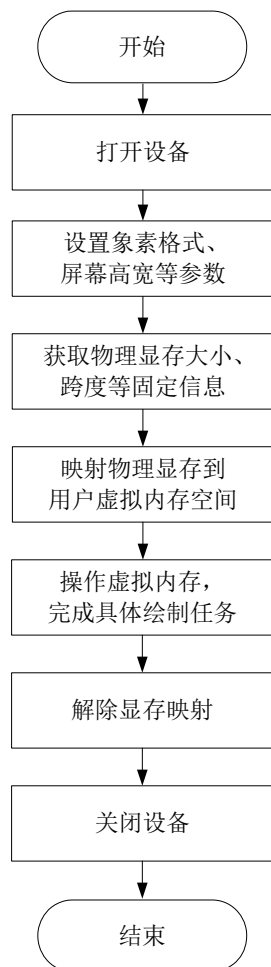 开始
打开设备
设置象素格式、
屏幕高宽等参数
获取物理显存大小、
跨度等固定信息
映射物理显存到
用户虚拟内存空间
操作虚拟内存，
完成具体绘制任务
解除显存映射
关闭设备
结束